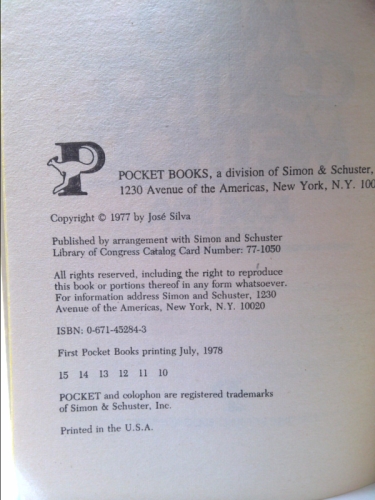 P
POCKET BOOKS, a division of Simon & Schuster,
1230 Avenue of the Americas, New York, N.Y. 100
Copyright © 1977 by José Silva
Published by arrangement with Simon and Schuster
Library of Congress Catalog Card Number: 77-1050
All rights reserved, including the right to reproduce
this book or portions thereof in any form whatsoever.
For information address Simon and Schuster, 1230
Avenue of the Americas, New York, N.Y. 10020
ISBN: 0-671-45284-3
First Pocket Books printing July, 1978
15 14 13 12 11 10
POCKET and colophon are registered trademarks
of Simon & Schuster, Inc.
Printed in the U.S.A.